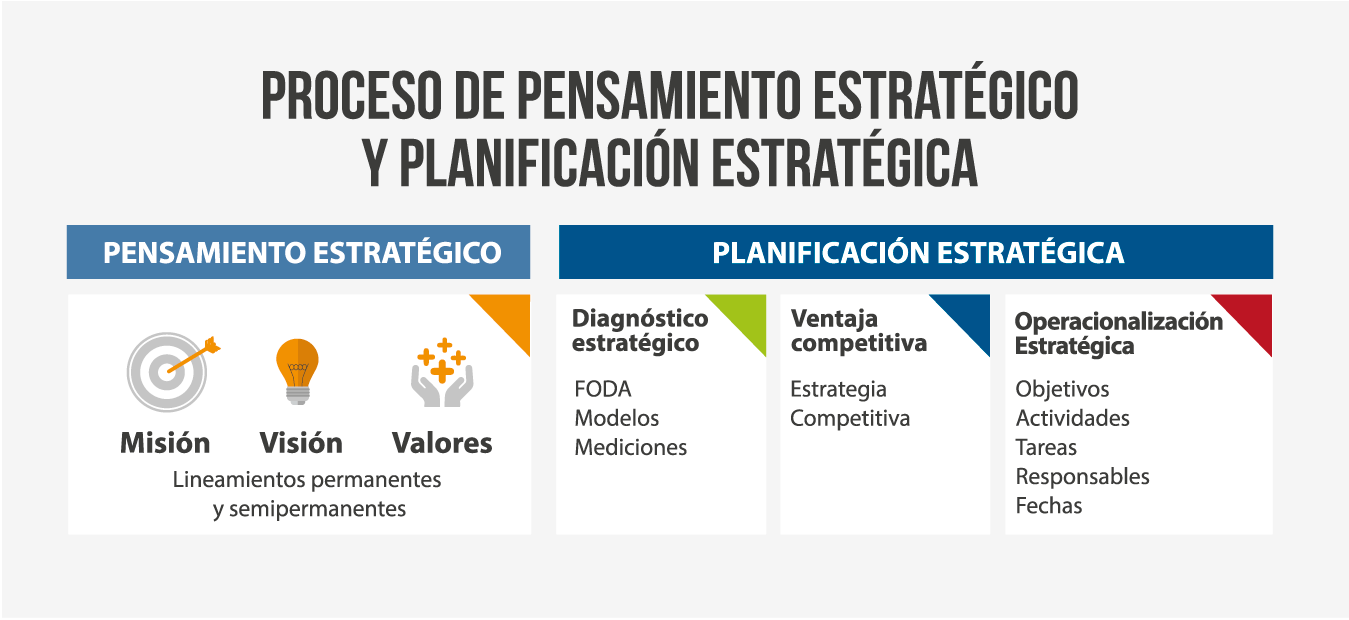 PROCESO DE PENSAMIENTO ESTRATÉGICO
Y PLANIFICACIÓN ESTRATÉGICA
PENSAMIENTO ESTRATÉGICO
Misión
Visión
Valores
Lineamientos permanentes
y semipermanentes
PLANIFICACIÓN ESTRATÉGICA
Diagnóstico
estratégico
FODA
Modelos
Mediciones
Ventaja
competitiva
Estrategia
Competitiva
Operacionalización
Estratégica
Objetivos
Actividades
Tareas
Responsables
Fechas